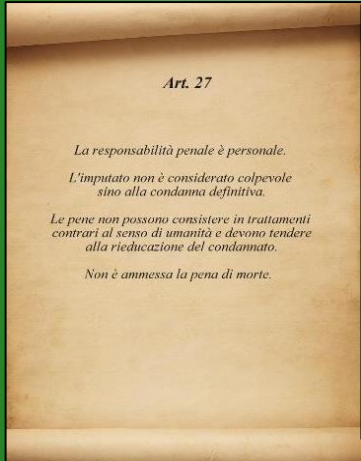 Art. 27
La responsabilità penale è personale.
L'imputato non è considerato colpevole
sino alla condanna definitiva.
Le pene non possono consistere in trattamenti
contrari al senso di umanità e devono tendere
alla rieducazione del condannato.
Non è ammessa la pena di morte.